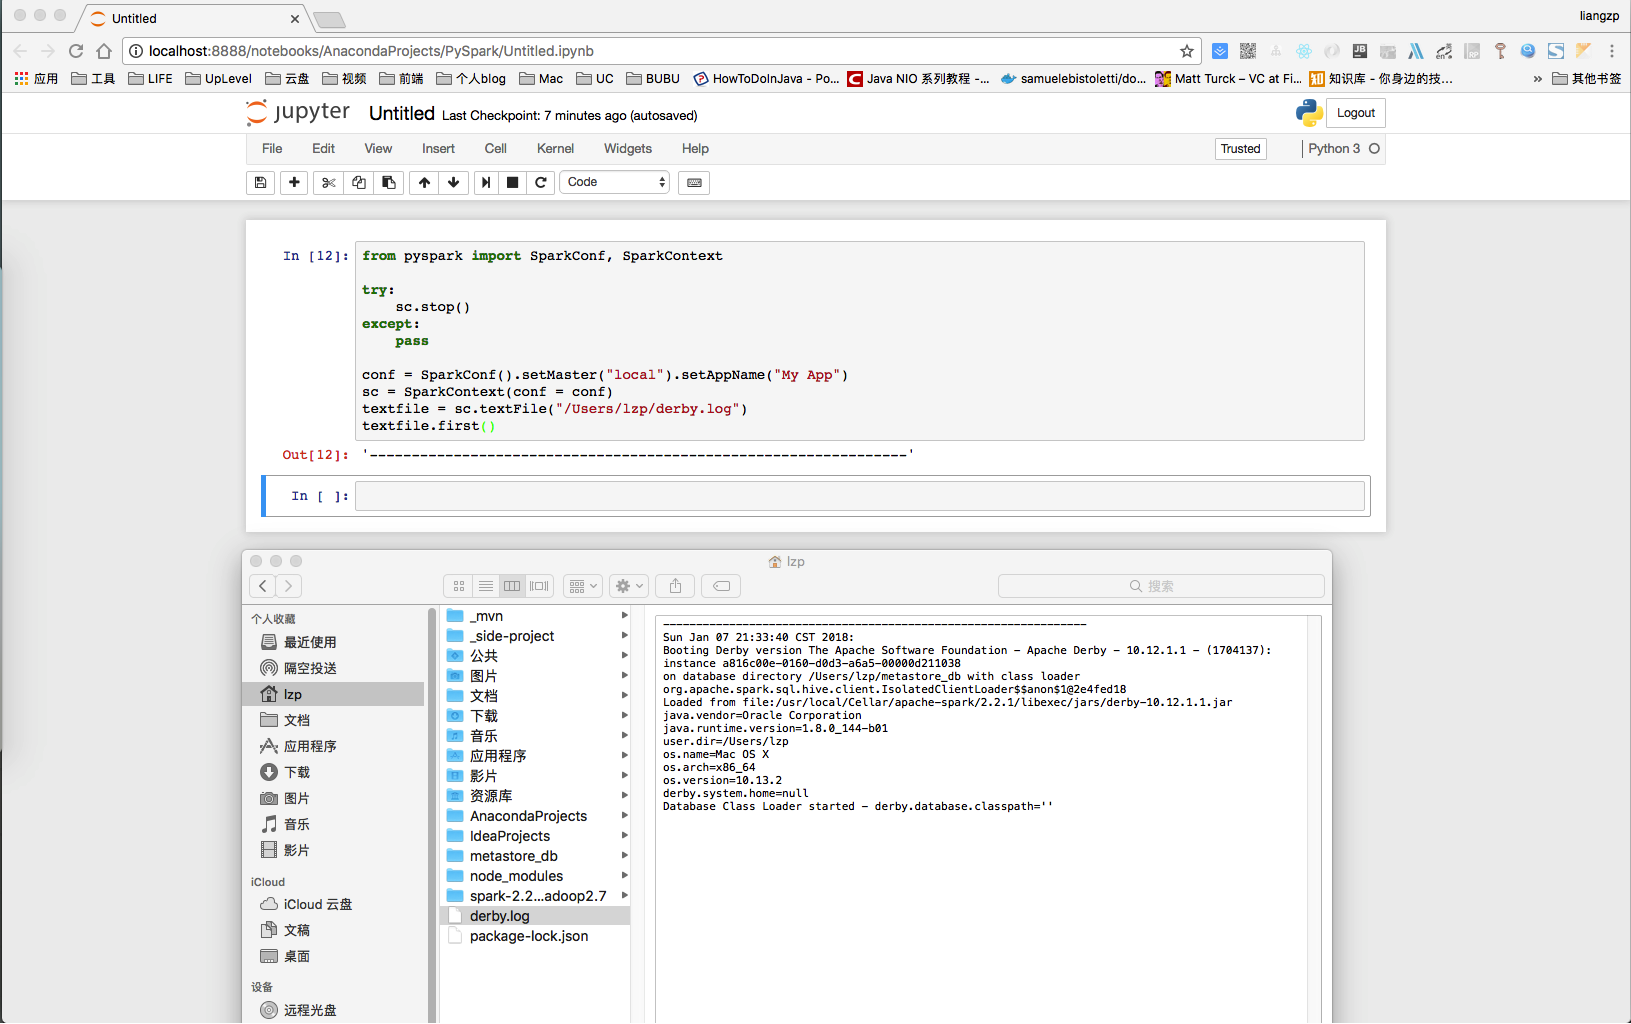 Untitled
liangzp
localhost:8888/notebooks/AnacondaProjects/PySpark/Untitled.ipynb
应用 工具 LIFE UpLevel 云盘 视频 前端 个人blog Mac UC BUBU HowToDoInJava - Po... Java NIO 系列教程 -... samuelebistoletti/do... Matt Turck – VC at Fi... 知识库 - 你身边的技... » 其他书签
jupyter Untitled Last Checkpoint: 7 minutes ago (autosaved) Logout
File Edit View Insert Cell Kernel Widgets Help Trusted Python 3
Code
In [12]: from pyspark import SparkConf, SparkContext
try:
    sc.stop()
except:
    pass
conf = SparkConf().setMaster("local").setAppName("My App")
sc = SparkContext(conf = conf)
textfile = sc.textFile("/Users/lzp/derby.log")
textfile.first()
Out[12]: '----------------------------------------------------------------'
In [ ]:
lzp
搜索
个人收藏
最近使用
隔空投送
lzp
文档
应用程序
下载
图片
音乐
影片
iCloud
iCloud 云盘
文稿
桌面
设备
远程光盘
_mvn
_side-project
公共
图片
文档
下载
音乐
应用程序
影片
资源库
AnacondaProjects
IdeaProjects
metastore_db
node_modules
spark-2.2...adoop2.7
derby.log
package-lock.json
----------------------------------------------------------------
Sun Jan 07 21:33:40 CST 2018:
Booting Derby version The Apache Software Foundation - Apache Derby - 10.12.1.1 - (1704137):
instance a816c00e-0160-d0d3-a6a5-00000d211038
on database directory /Users/lzp/metastore_db with class loader
org.apache.spark.sql.hive.client.IsolatedClientLoader$$anon$1@2e4fed18
Loaded from file:/usr/local/Cellar/apache-spark/2.2.1/libexec/jars/derby-10.12.1.1.jar
java.vendor=Oracle Corporation
java.runtime.version=1.8.0_144-b01
user.dir=/Users/lzp
os.name=Mac OS X
os.arch=x86_64
os.version=10.13.2
derby.system.home=null
Database Class Loader started - derby.database.classpath=''